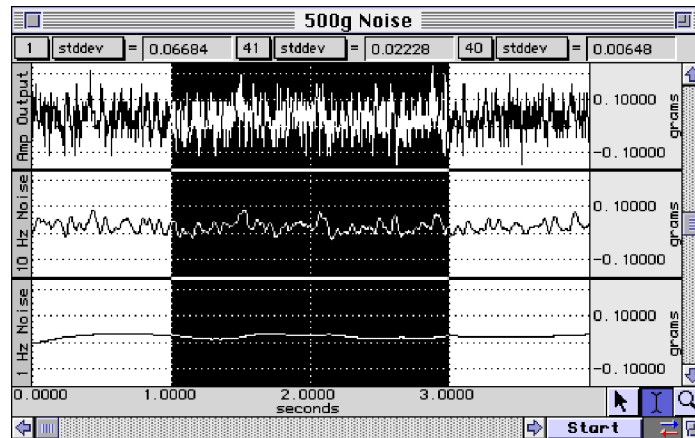 500g Noise
1 stddev = 0.06684 41 stddev = 0.02228 40 stddev = 0.00648
Amp Output
0.10000
-0.10000
grams
10 Hz Noise
0.10000
-0.10000
grams
1 Hz Noise
0.10000
-0.10000
grams
0.0000 1.0000 2.0000 3.0000
seconds
Start